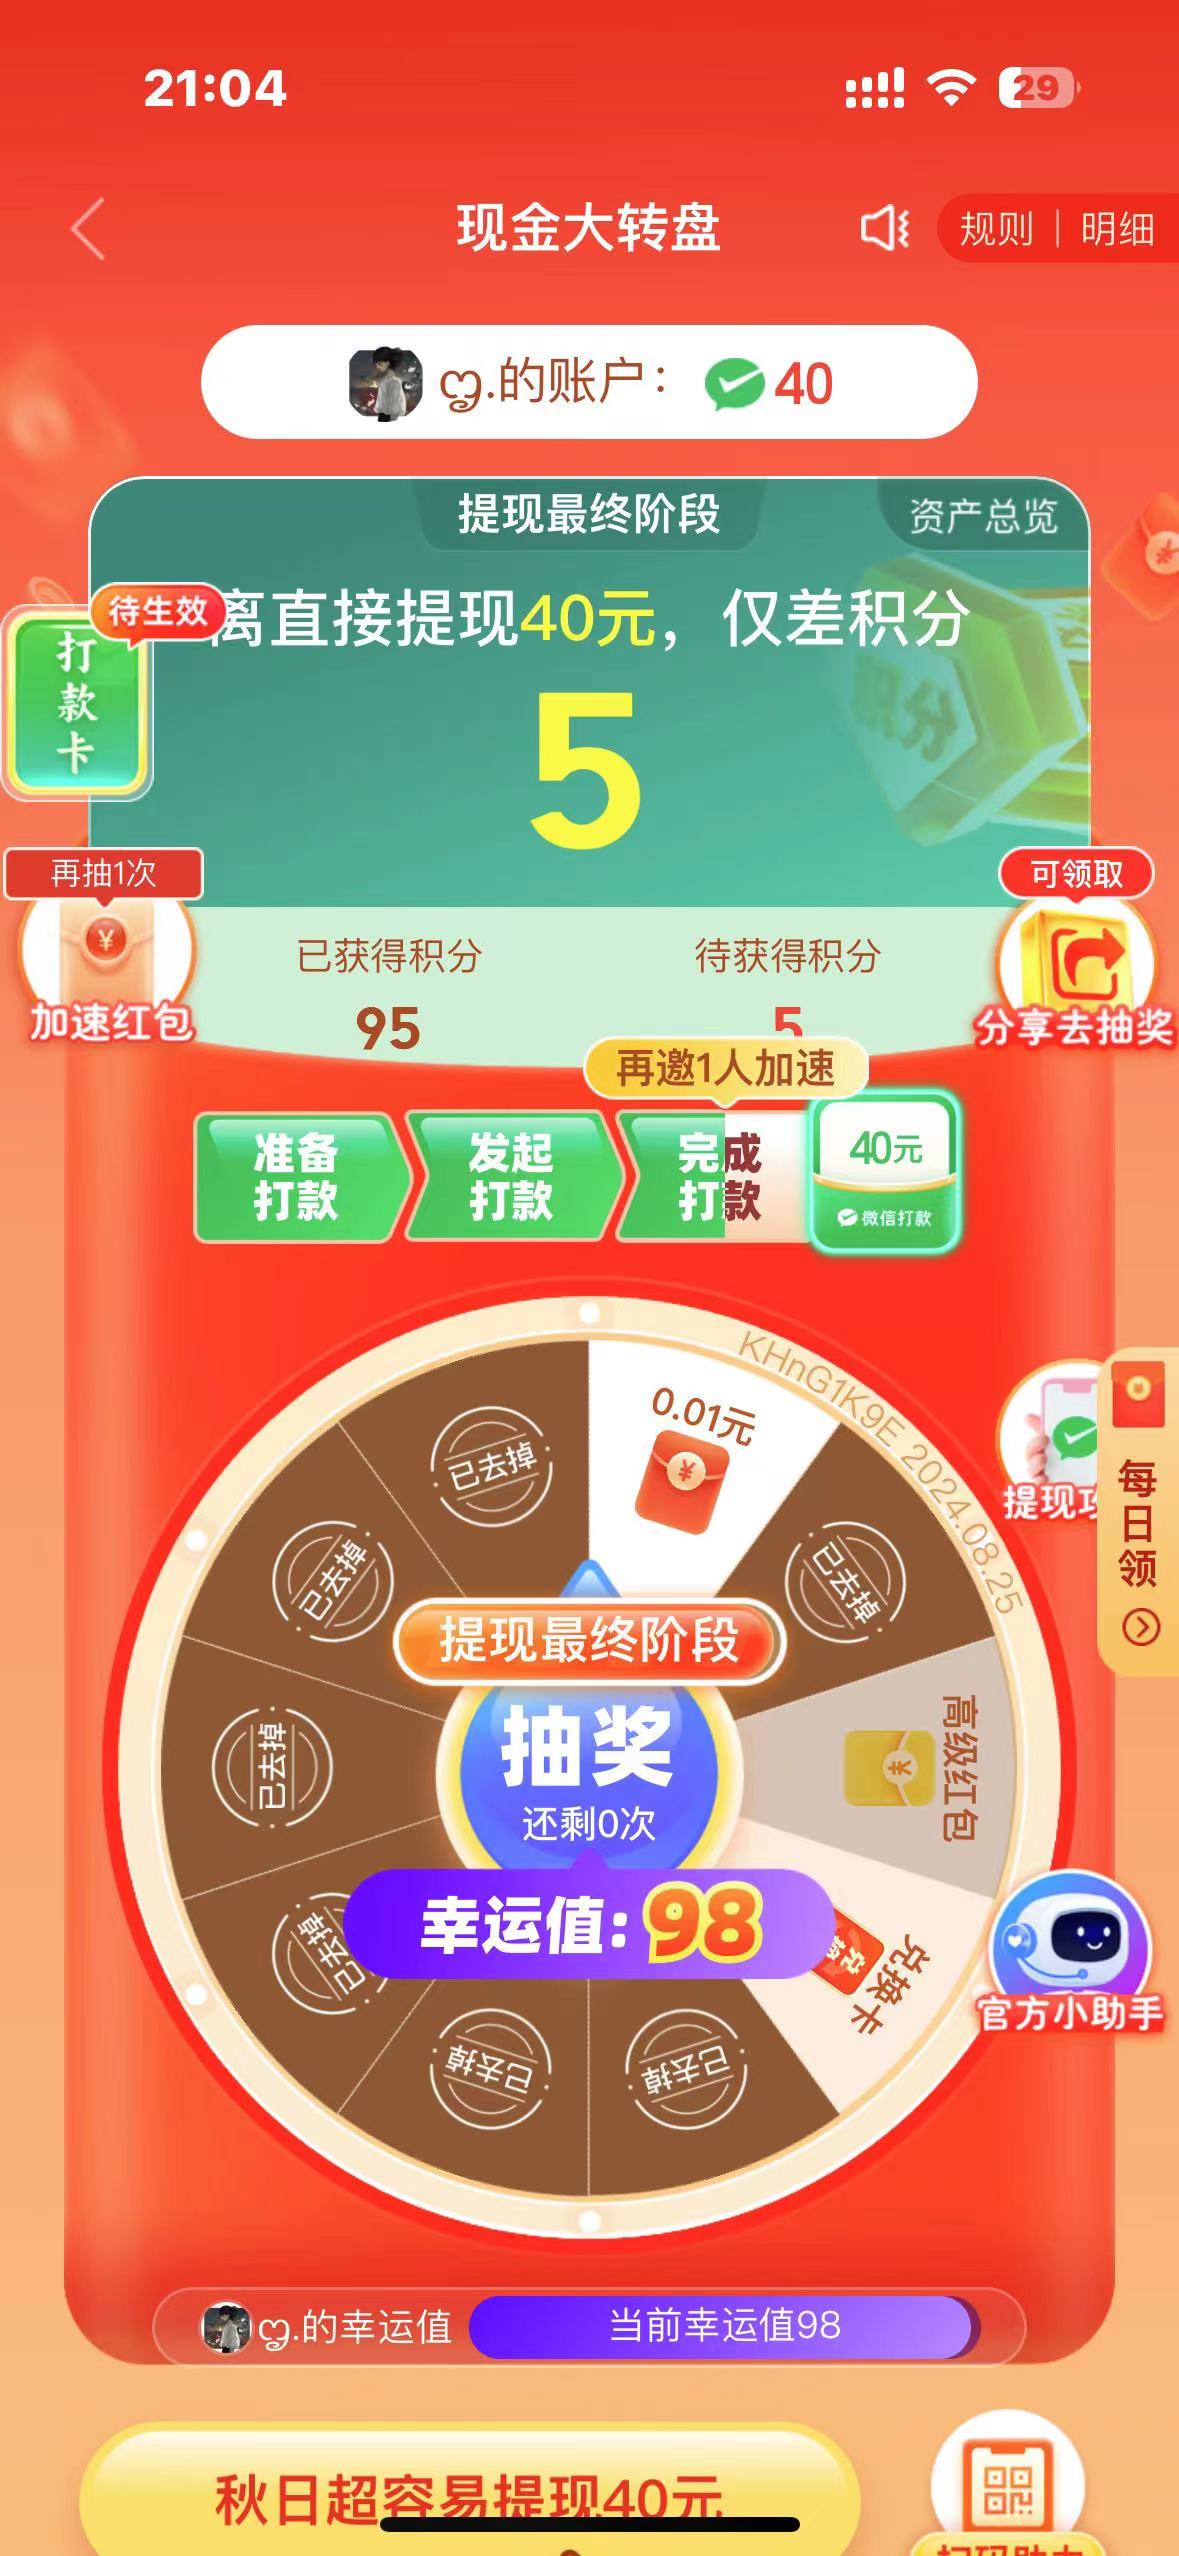 21:04
29
现金大转盘
规则 | 明细
ღ.的账户： 40
提现最终阶段
资产总览
待生效
离直接提现40元，仅差积分
打款卡
5
再抽1次
可领取
已获得积分
待获得积分
加速红包
分享去抽奖
95
5
再邀1人加速
准备
打款
发起
打款
完成
打款
40元
微信打款
KHnG1K9E 2024.08.25
0.01元
已去掉
已去掉
已去掉
已去掉
已去掉
已去掉
已去掉
提现
每日领
提现最终阶段
抽奖
还剩0次
高级红包
兑换卡
幸运值:98
官方小助手
ღ.的幸运值
当前幸运值98
秋日超容易提现40元